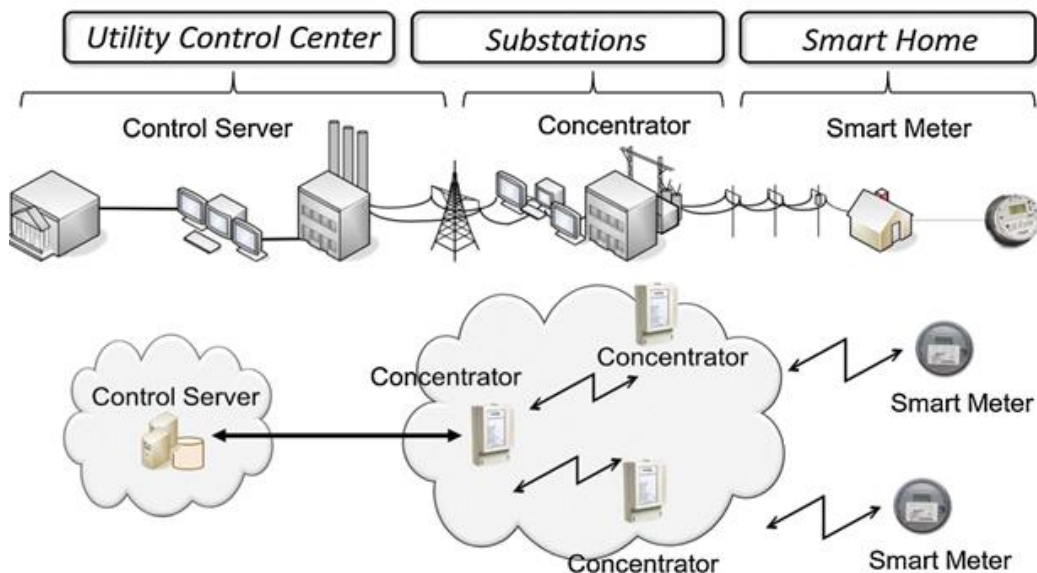 Utility Control Center
Substations
Smart Home
Control Server
Concentrator
Smart Meter
Concentrator
Concentrator
Control Server
Smart Meter
Concentrator
Smart Meter